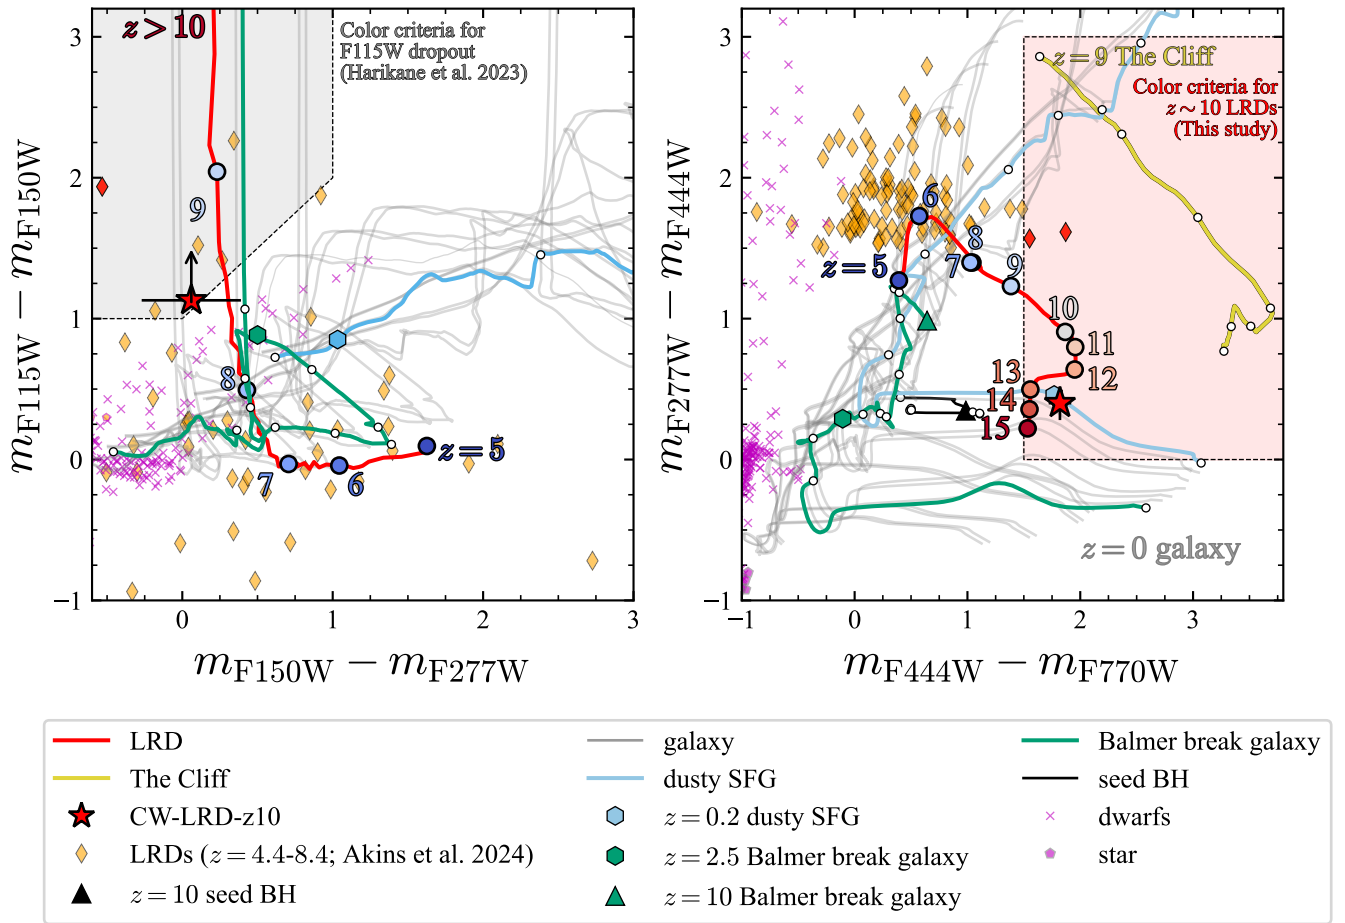 3
2
1
0
−1
0
1
2
3
m_F115W − m_F150W
m_F150W − m_F277W
z > 10
Color criteria for
F115W dropout
(Harikane et al. 2023)
9
8
7
6
z = 5
3
2
1
0
−1
−1
0
1
2
3
m_F277W − m_F444W
m_F444W − m_F770W
z = 9 The Cliff
Color criteria for
z ~ 10 LRDs
(This study)
6
z = 5
7
8
9
10
11
12
13
14
15
z = 0 galaxy
LRD
The Cliff
CW-LRD-z10
LRDs (z = 4.4-8.4; Akins et al. 2024)
z = 10 seed BH
galaxy
dusty SFG
z = 0.2 dusty SFG
z = 2.5 Balmer break galaxy
z = 10 Balmer break galaxy
Balmer break galaxy
seed BH
dwarfs
star